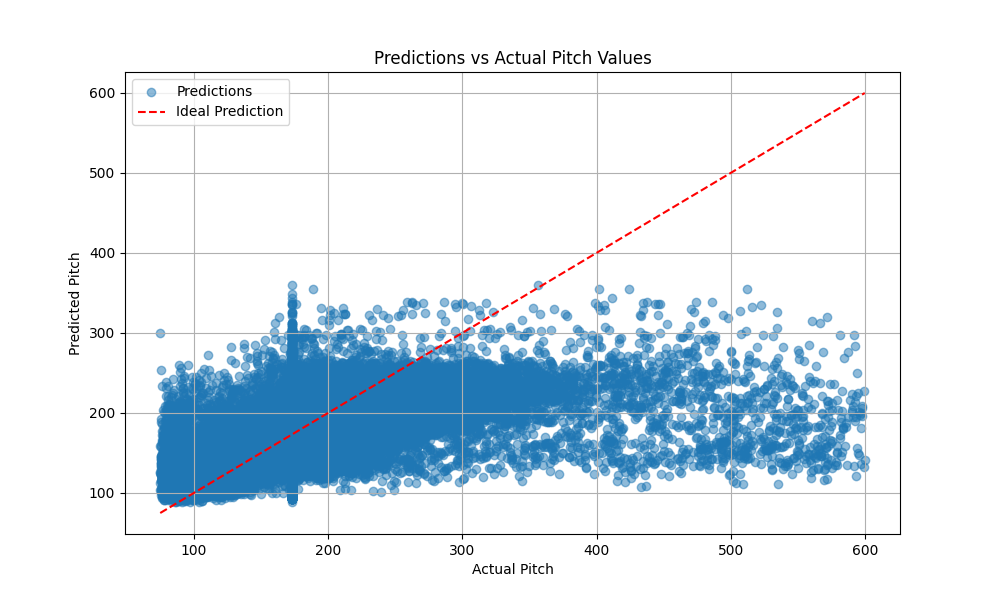 Predictions vs Actual Pitch Values
Predictions
Ideal Prediction
Predicted Pitch
600
500
400
300
200
100
100 200 300 400 500 600
Actual Pitch